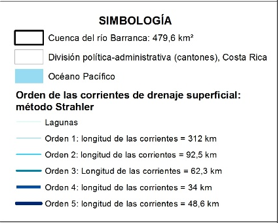 SIMBOLOGÍA
Cuenca del río Barranca: 479,6 km²
División política-administrativa (cantones), Costa Rica
Océano Pacífico
Orden de las corrientes de drenaje superficial:
método Strahler
Lagunas
Orden 1: longitud de las corrientes = 312 km
Orden 2: longitud de las corrientes = 92,5 km
Orden 3: Longitud de las corrientes = 62,3 km
Orden 4: longitud de las corrientes = 34 km
Orden 5: longitud de las corrientes = 48,6 km